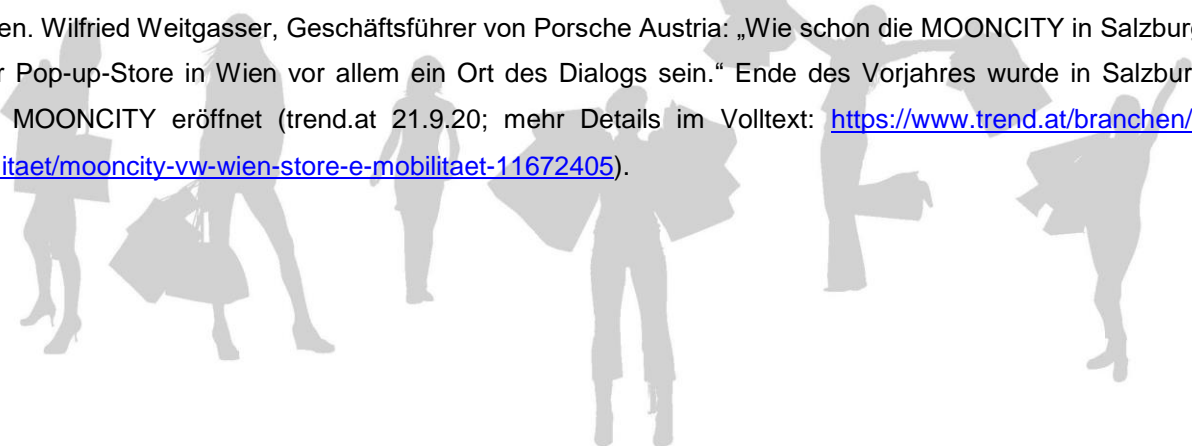 en. Wilfried Weitgasser, Geschäftsführer von Porsche Austria: „Wie schon die MOONCITY in Salzburg
r Pop-up-Store in Wien vor allem ein Ort des Dialogs sein.“ Ende des Vorjahres wurde in Salzbur
MOONCITY eröffnet (trend.at 21.9.20; mehr Details im Volltext: https://www.trend.at/branchen/
itaet/mooncity-vw-wien-store-e-mobilitaet-11672405).